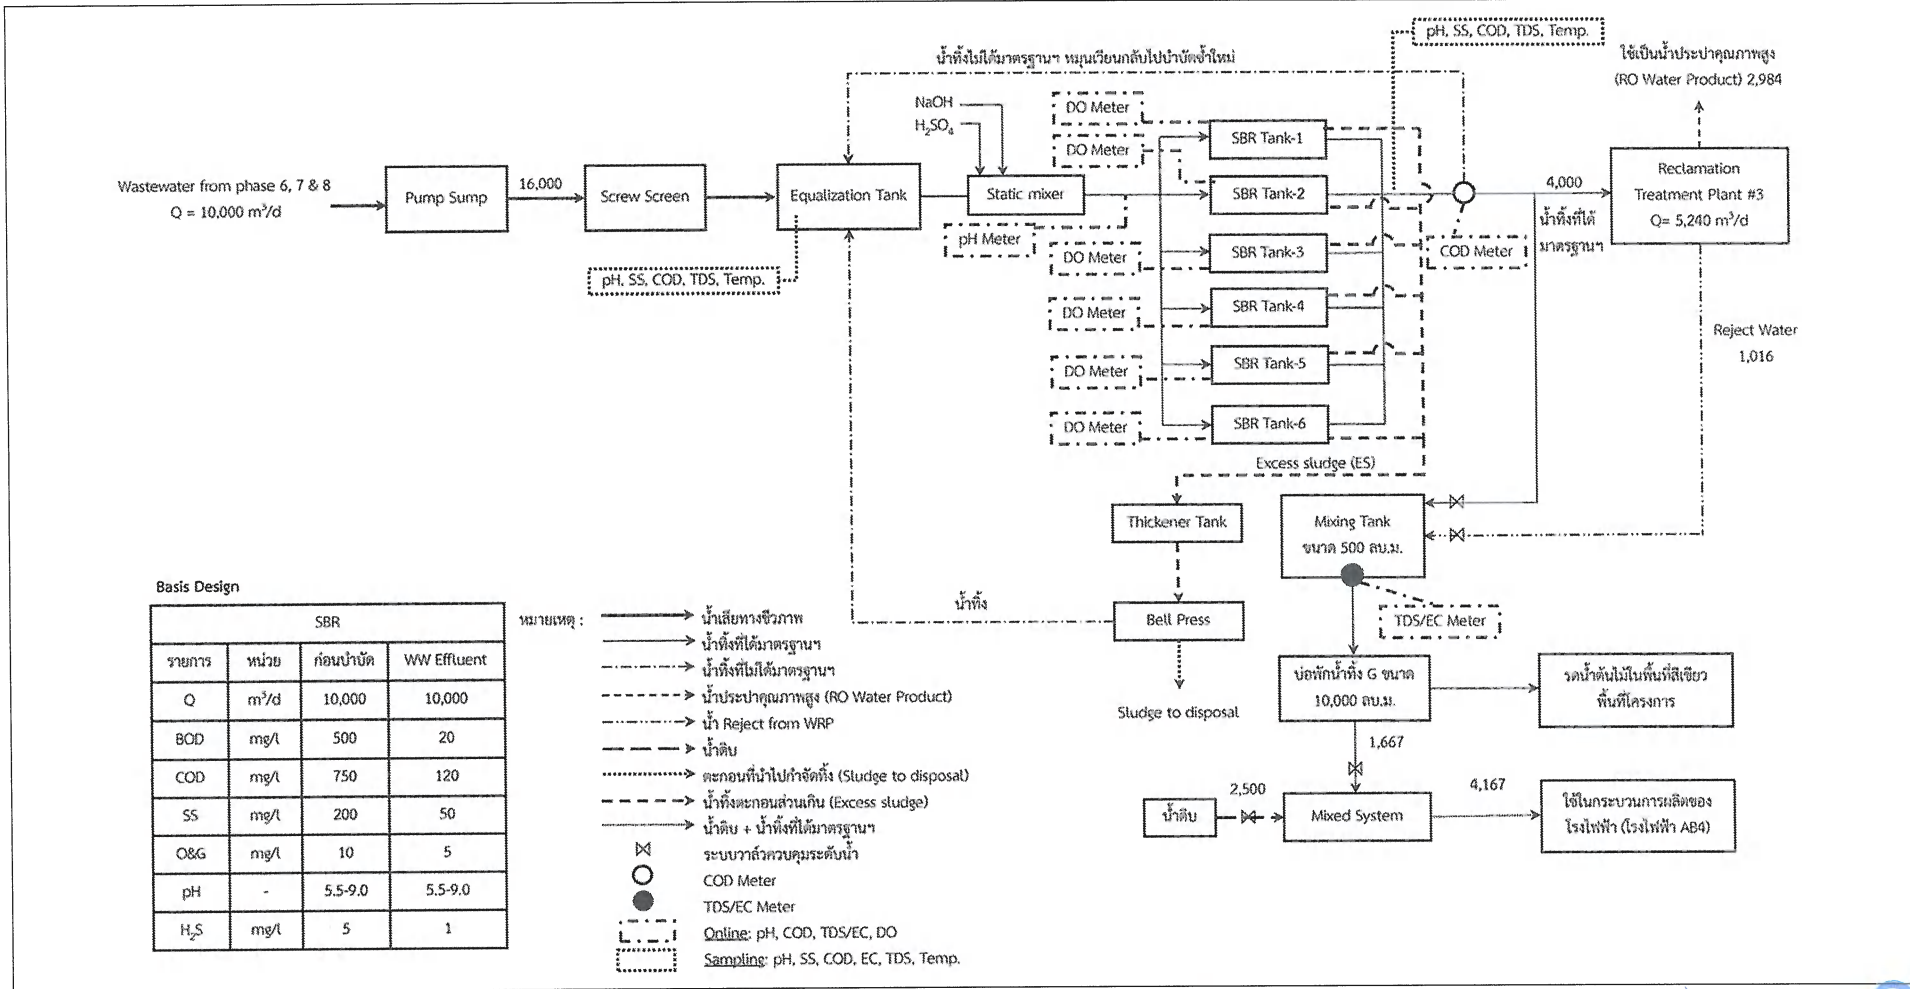 pH, SS, COD, TDS, Temp.
น้ำทิ้งไม่ได้มาตรฐานฯ หมุนเวียนกลับไปบำบัดซ้ำใหม่
ใช้เป็นน้ำประปาคุณภาพสูง
(RO Water Product) 2,984
NaOH
H₂SO₄
DO Meter
DO Meter
SBR Tank-1
Wastewater from phase 6, 7 & 8
Q = 10,000 m³/d
Pump Sump
16,000
Screw Screen
Equalization Tank
Static mixer
SBR Tank-2
4,000
Reclamation
Treatment Plant #3
Q= 5,240 m³/d
น้ำทิ้งที่ได้
มาตรฐานฯ
pH Meter
COD Meter
DO Meter
SBR Tank-3
pH, SS, COD, TDS, Temp.
DO Meter
SBR Tank-4
Reject Water
1,016
DO Meter
SBR Tank-5
DO Meter
SBR Tank-6
Excess sludge (ES)
Thickener Tank
Mixing Tank
ขนาด 500 ลบ.ม.
น้ำทิ้ง
Bell Press
TDS/EC Meter
Sludge to disposal
บ่อพักน้ำทิ้ง G ขนาด
10,000 ลบ.ม.
รดน้ำต้นไม้ในพื้นที่สีเขียว
พื้นที่โครงการ
1,667
2,500
น้ำดิบ
Mixed System
4,167
ใช้ในกระบวนการผลิตของ
โรงไฟฟ้า (โรงไฟฟ้า AB4)
Basis Design
SBR
รายการ หน่วย ก่อนบำบัด WW Effluent
Q m³/d 10,000 10,000
BOD mg/l 500 20
COD mg/l 750 120
SS mg/l 200 50
O&G mg/l 10 5
pH - 5.5-9.0 5.5-9.0
H₂S mg/l 5 1
หมายเหตุ :
น้ำเสียทางชีวภาพ
น้ำทิ้งที่ได้มาตรฐานฯ
น้ำทิ้งที่ไม่ได้มาตรฐานฯ
น้ำประปาคุณภาพสูง (RO Water Product)
น้ำ Reject from WRP
น้ำดิบ
ตะกอนที่นำไปกำจัดทิ้ง (Sludge to disposal)
น้ำทิ้งตะกอนส่วนเกิน (Excess sludge)
น้ำดิบ + น้ำทิ้งที่ได้มาตรฐานฯ
ระบบวาล์วควบคุมระดับน้ำ
COD Meter
TDS/EC Meter
Online: pH, COD, TDS/EC, DO
Sampling: pH, SS, COD, EC, TDS, Temp.